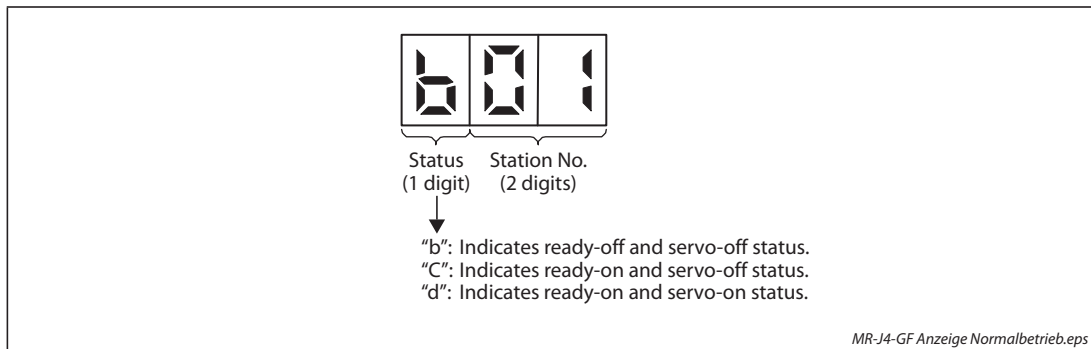 b01
Status Station No.
(1 digit) (2 digits)
“b”: Indicates ready-off and servo-off status.
“C”: Indicates ready-on and servo-off status.
“d”: Indicates ready-on and servo-on status.
MR-J4-GF Anzeige Normalbetrieb.eps